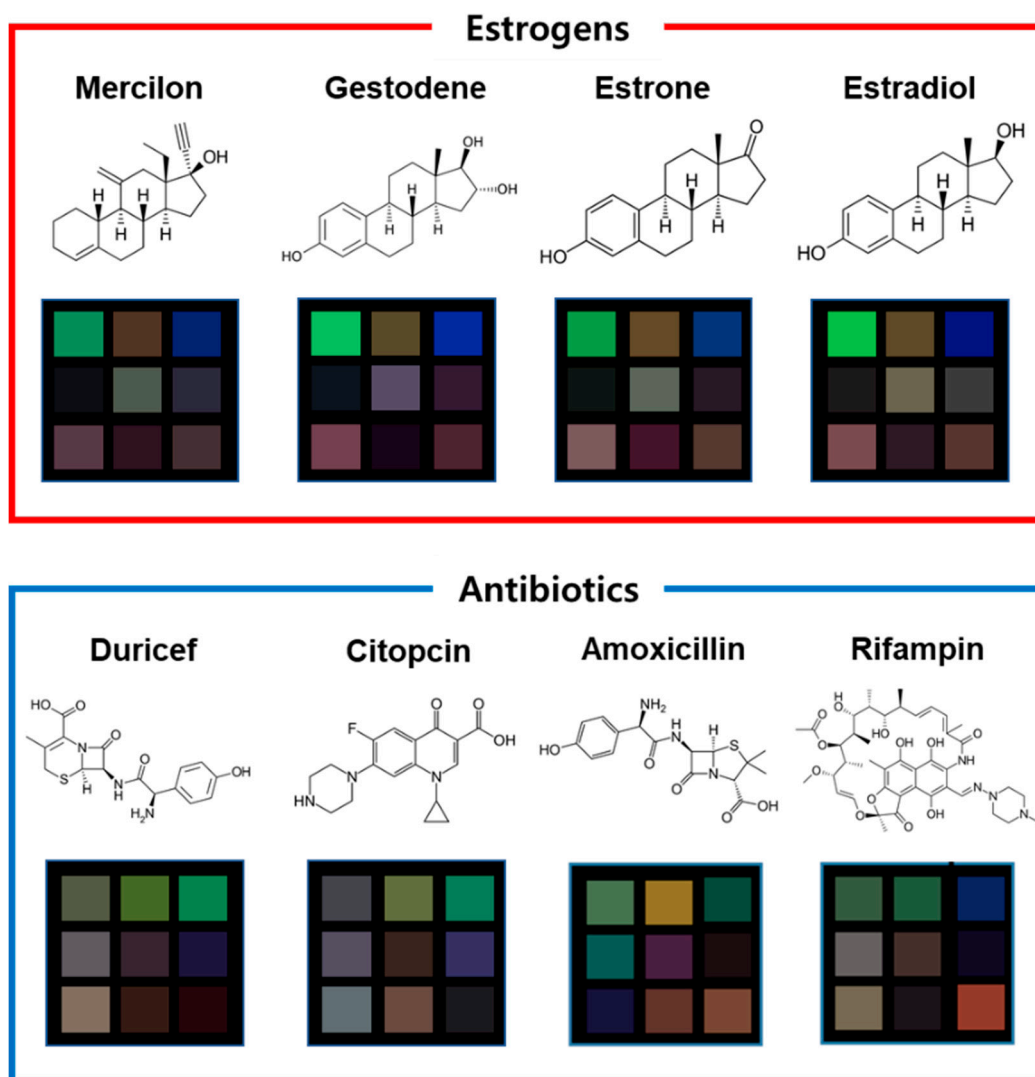 Estrogens
Mercilon Gestodene Estrone Estradiol
OH
H
H H
OH
OH
H
H H
HO
O
H
H H
HO
OH
H
H H
HO
Antibiotics
Duricef Citopcin Amoxicillin Rifampin
HO O
O
N
S
H
NH
O
H₂N
OH
O O
F
OH
N N
HN
NH₂
H
N
O
HO
H
S
N
O
O
OH
H
O
OH
O
O
OH OH
O
NH
O
N
N
N
O
O
OH
O